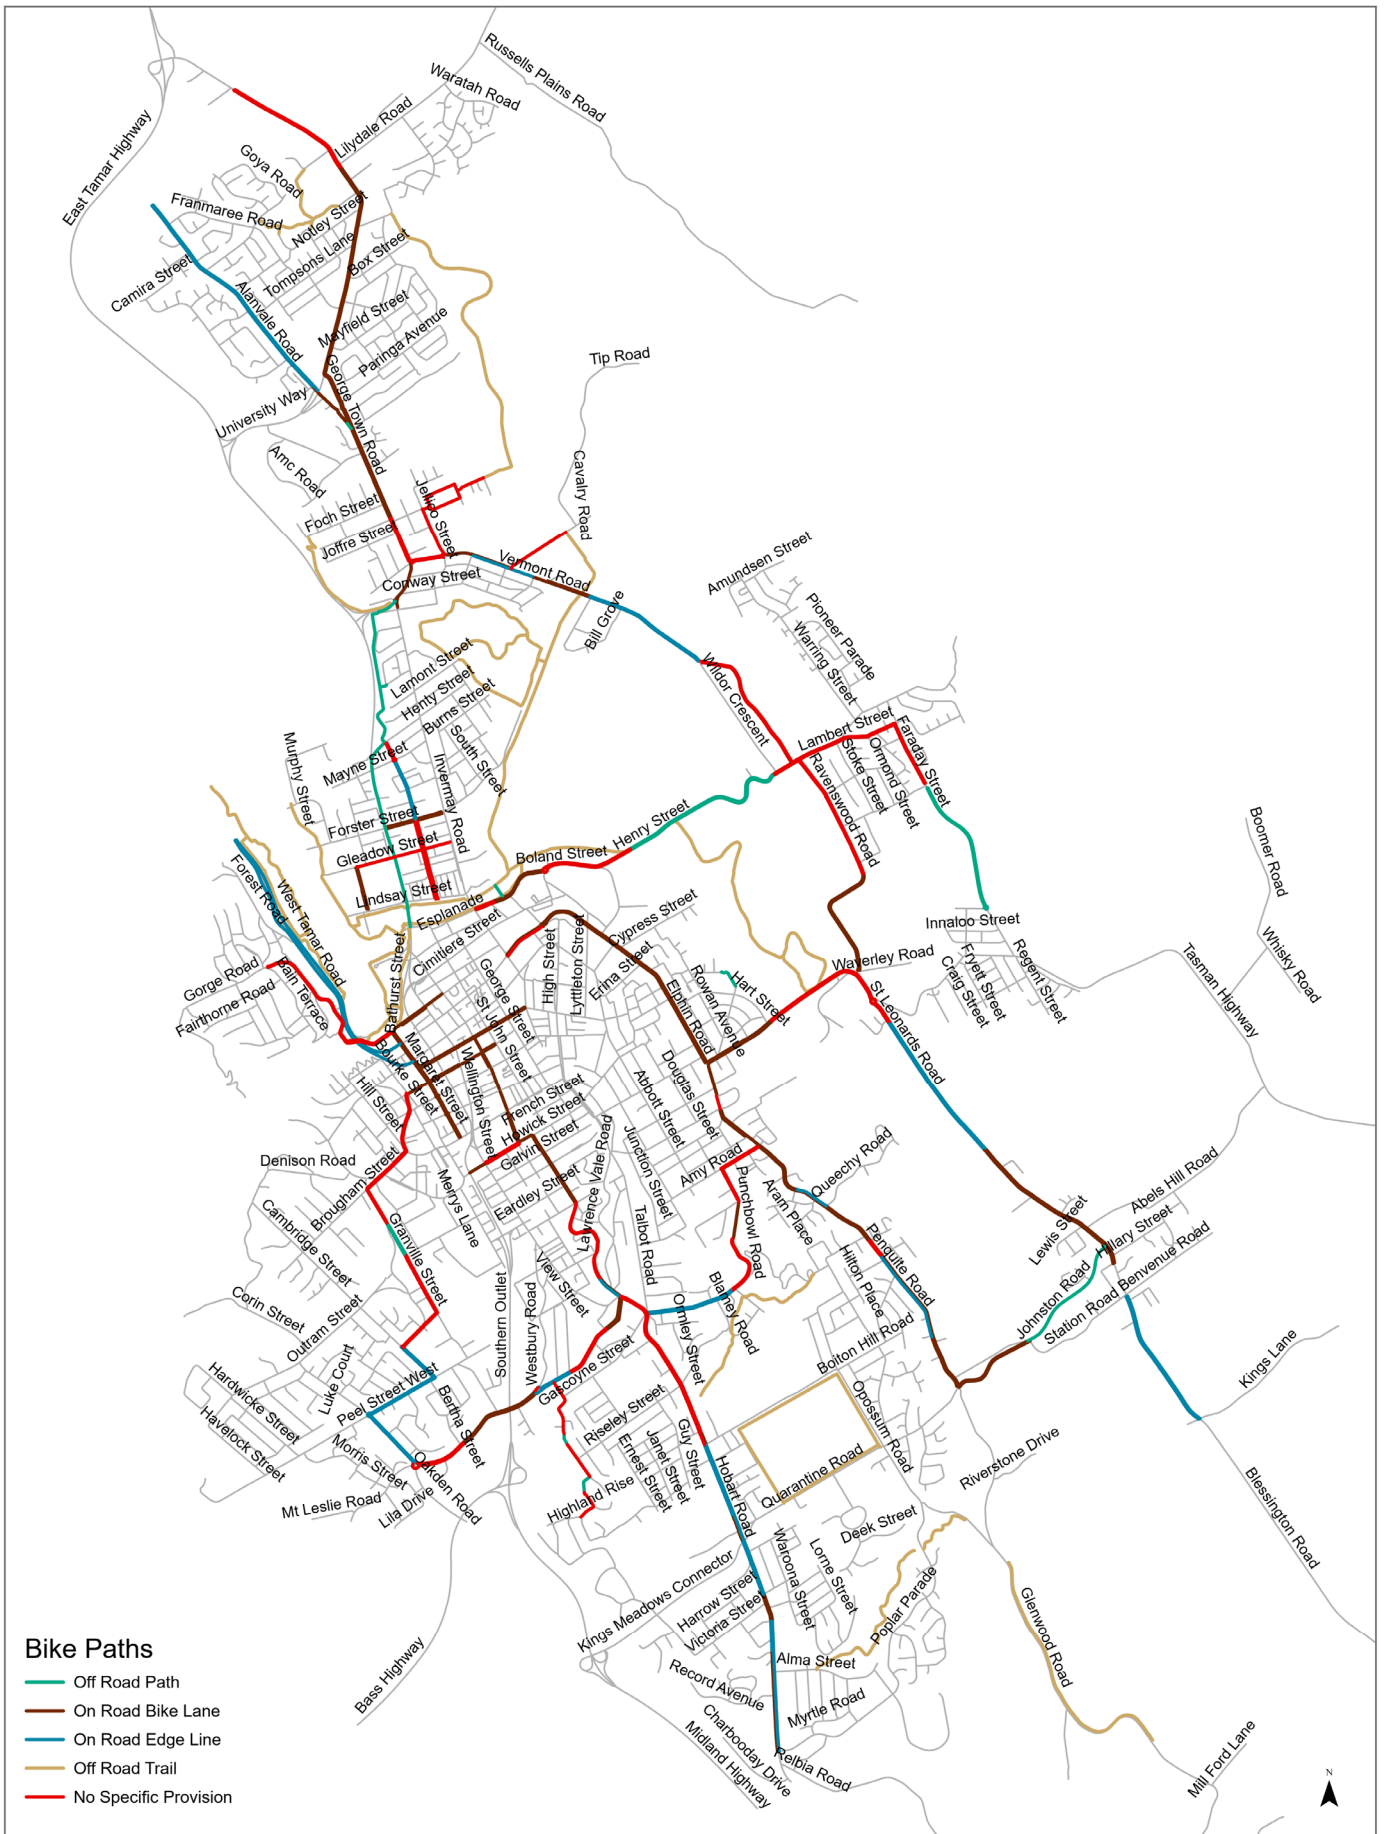 Russells Plains Road
Waratah Road
Lilydale Road
East Tamar Highway
Goya Road
Franmaree Road
Notley Street
Tompsons Lane
Box Street
Camira Street
Alanvale Road
Mayfield Street
Paringa Avenue
Tip Road
George Town Road
University Way
Amc Road
Cavalry Road
Foch Street
Jellico Street
Joffre Street
Vermont Road
Conway Street
Amundsen Street
Bill Grove
Pioneer Parade
Warring Street
Lamont Street
Henty Street
Burns Street
Wildor Crescent
South Street
Lambert Street
Faraday Street
Murphy Street
Mayne Street
Invermay Road
Stoke Street
Ormond Street
Ravenswood Road
Forster Street
Henry Street
Boomer Road
Gleadow Street
Boland Street
Forest Road
West Tamar Road
Lindsay Street
Esplanade
Cimitiere Street
Cypress Street
Innaloo Street
Whisky Road
Tasman Highway
Bathurst Street
High Street
Lyttleton Street
Erina Street
Waverley Road
Fryett Street
Craig Street
Regent Street
Gorge Road
Bain Terrace
Fairthorne Road
George Street
St John Street
Elphin Road
Rowan Avenue
Hart Street
St Leonards Road
Margaret Street
Bourke Street
Wellington Street
Hill Street
French Street
Howick Street
Galvin Street
Douglas Street
Abbott Street
Junction Street
Lawrence Vale Road
Denison Road
Brougham Street
Merrys Lane
Eardley Street
Amy Road
Punchbowl Road
Aram Place
Queechy Road
Abels Hill Road
Lewis Street
Hillary Street
Benvenue Road
Cambridge Street
Granville Street
Talbot Road
View Street
Penquite Road
Hilton Place
Johnston Road
Station Road
Corin Street
Outram Street
Southern Outlet
Westbury Road
Blamey Road
Ormley Street
Boiton Hill Road
Kings Lane
Luke Court
Hardwicke Street
Peel Street West
Gascoyne Street
Havelock Street
Bertha Street
Riseley Street
Opossum Road
Morris Street
Oakden Road
Ernest Street
Janet Street
Guy Street
Hobart Road
Quarantine Road
Riverstone Drive
Mt Leslie Road
Lila Drive
Highland Rise
Blessington Road
Deek Street
Waroona Street
Lorne Street
Kings Meadows Connector
Harrow Street
Victoria Street
Poplar Parade
Glenwood Road
Bass Highway
Alma Street
Record Avenue
Myrtle Road
Charbooday Drive
Midland Highway
Relbia Road
Mill Ford Lane
Bike Paths
Off Road Path
On Road Bike Lane
On Road Edge Line
Off Road Trail
No Specific Provision
N